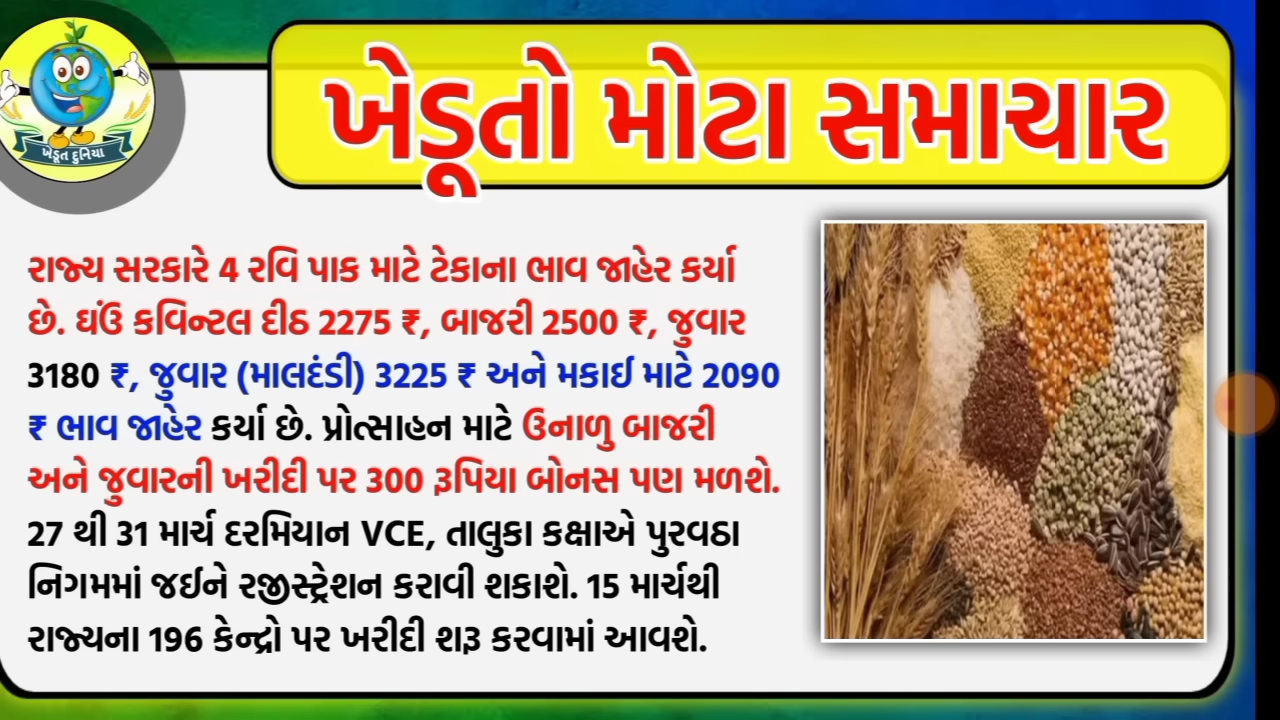 ખેડૂત દુનિયા
ખેડૂતો મોટા સમાચાર
રાજ્ય સરકારે 4 રવિ પાક માટે ટેકાના ભાવ જાહેર કર્યા
છે. ઘઉં કવિન્ટલ દીઠ 2275 ₹, બાજરી 2500 ₹, જુવાર
3180 ₹, જુવાર (માલદંડી) 3225 ₹ અને મકાઈ માટે 2090
₹ ભાવ જાહેર કર્યા છે. પ્રોત્સાહન માટે ઉનાળુ બાજરી
અને જુવારની ખરીદી પર 300 રૂપિયા બોનસ પણ મળશે.
27 થી 31 માર્ચ દરમિયાન VCE, તાલુકા કક્ષાએ પુરવઠા
નિગમમાં જઈને રજીસ્ટ્રેશન કરાવી શકાશે. 15 માર્ચથી
રાજ્યના 196 કેન્દ્રો પર ખરીદી શરૂ કરવામાં આવશે.